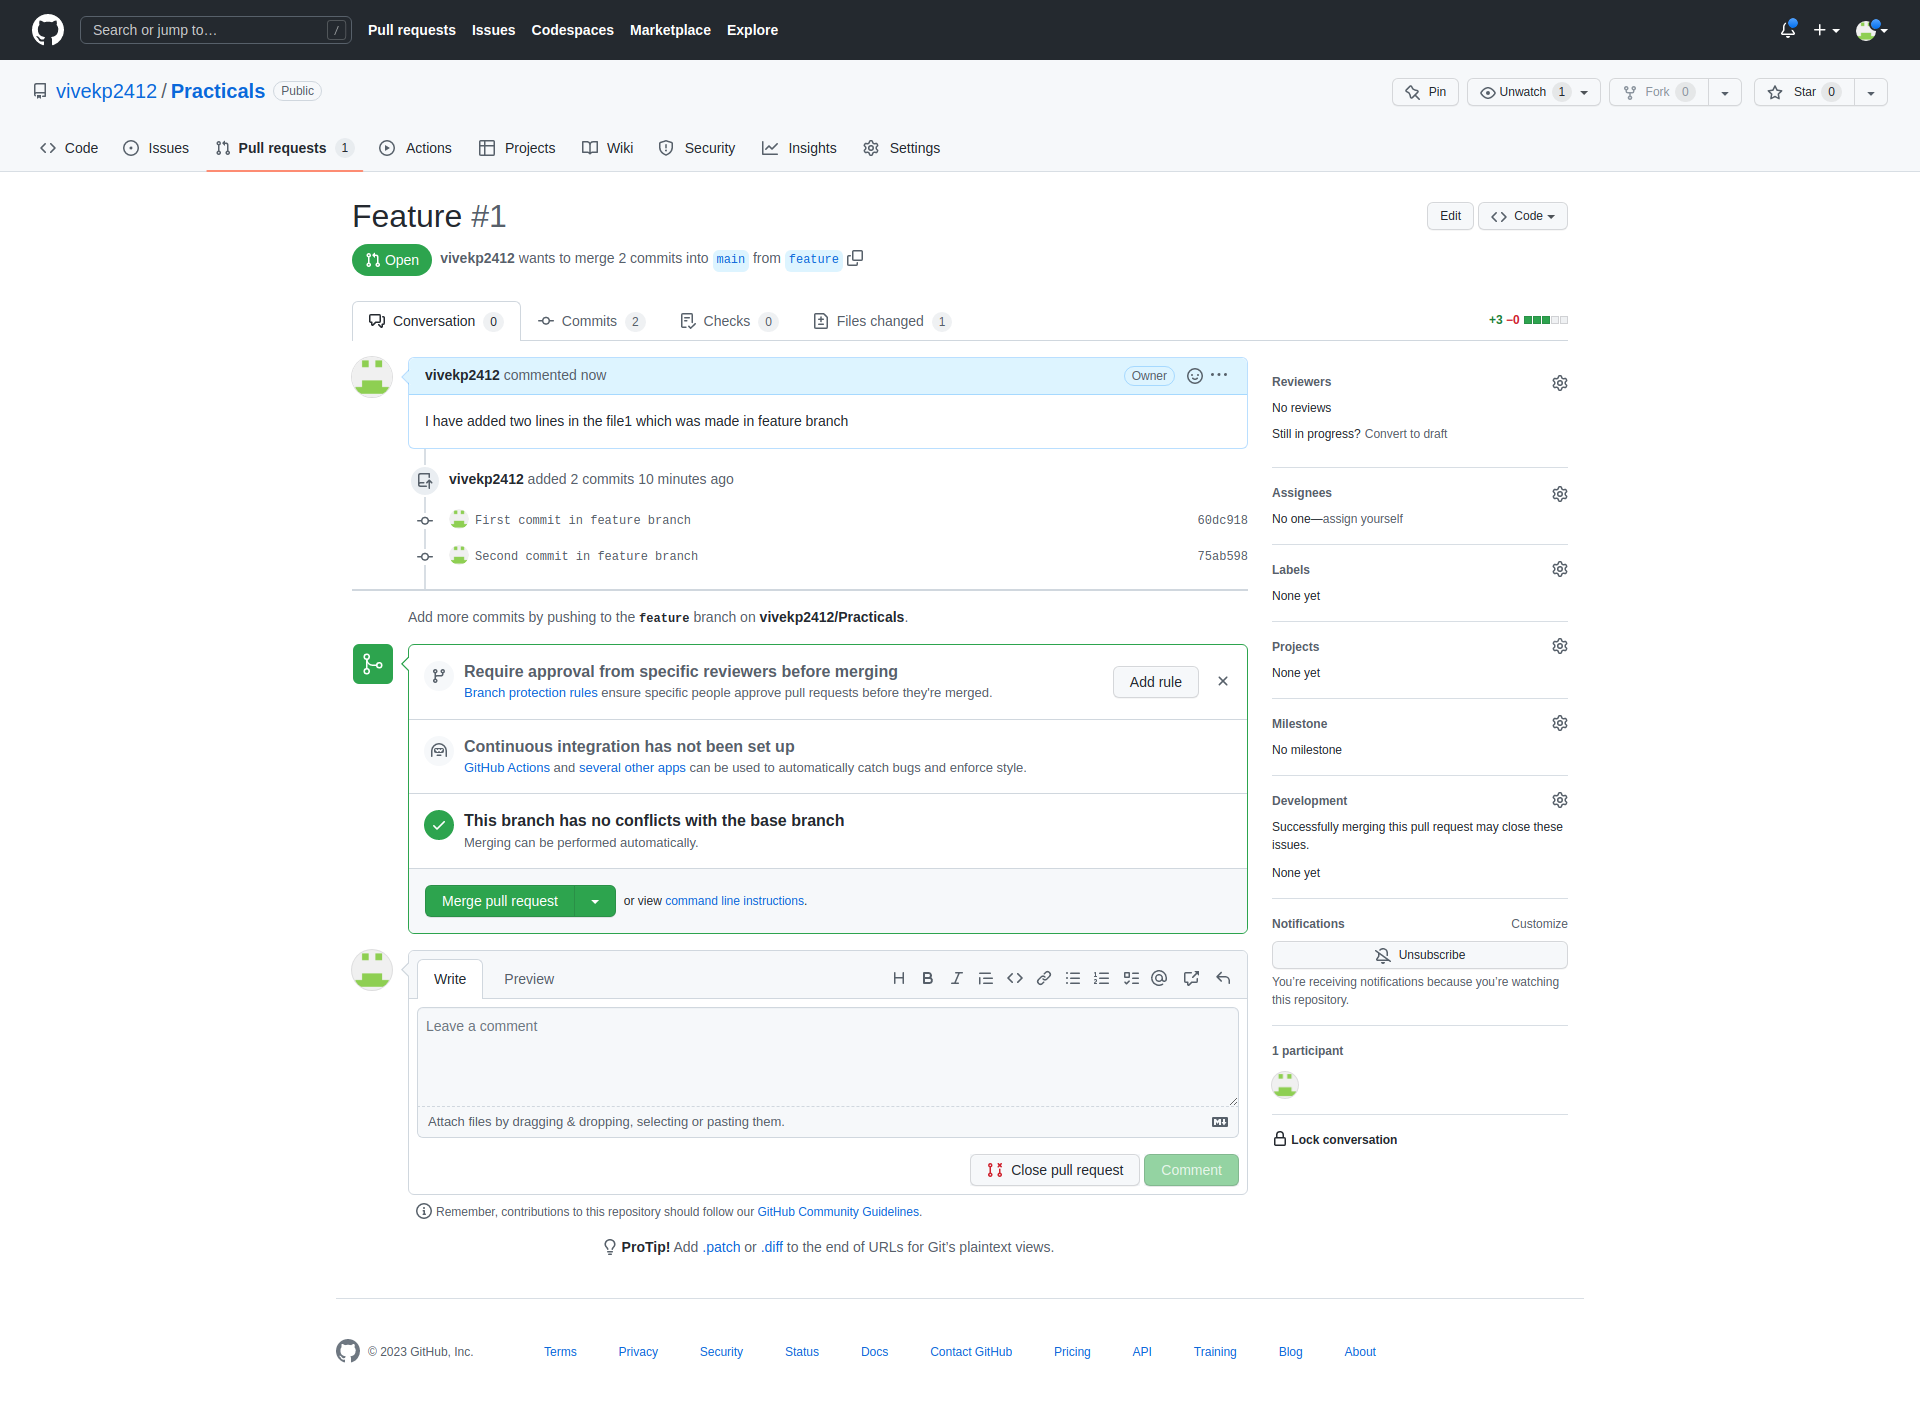 Search or jump to… /
Pull requests Issues Codespaces Marketplace Explore
vivekp2412 / Practicals Public
Pin Unwatch 1 Fork 0 Star 0
Code Issues Pull requests 1 Actions Projects Wiki Security Insights Settings
Feature #1
Edit Code
Open vivekp2412 wants to merge 2 commits into main from feature
Conversation 0 Commits 2 Checks 0 Files changed 1 +3 −0
vivekp2412 commented now Owner
I have added two lines in the file1 which was made in feature branch
vivekp2412 added 2 commits 10 minutes ago
First commit in feature branch 60dc918
Second commit in feature branch 75ab598
Add more commits by pushing to the feature branch on vivekp2412/Practicals.
Require approval from specific reviewers before merging
Branch protection rules ensure specific people approve pull requests before they're merged.
Add rule
Continuous integration has not been set up
GitHub Actions and several other apps can be used to automatically catch bugs and enforce style.
This branch has no conflicts with the base branch
Merging can be performed automatically.
Merge pull request or view command line instructions.
Write Preview
Leave a comment
Attach files by dragging & dropping, selecting or pasting them.
Close pull request Comment
Remember, contributions to this repository should follow our GitHub Community Guidelines.
ProTip! Add .patch or .diff to the end of URLs for Git's plaintext views.
Reviewers
No reviews
Still in progress? Convert to draft
Assignees
No one—assign yourself
Labels
None yet
Projects
None yet
Milestone
No milestone
Development
Successfully merging this pull request may close these
issues.
None yet
Notifications Customize
Unsubscribe
You're receiving notifications because you're watching
this repository.
1 participant
Lock conversation
© 2023 GitHub, Inc. Terms Privacy Security Status Docs Contact GitHub Pricing API Training Blog About